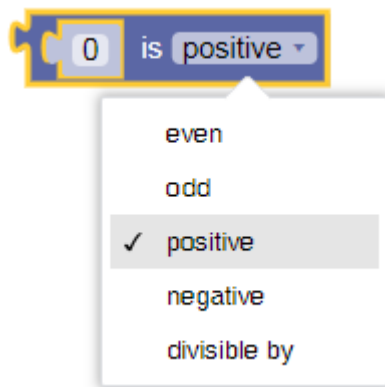 0 is positive
even
odd
✓ positive
negative
divisible by